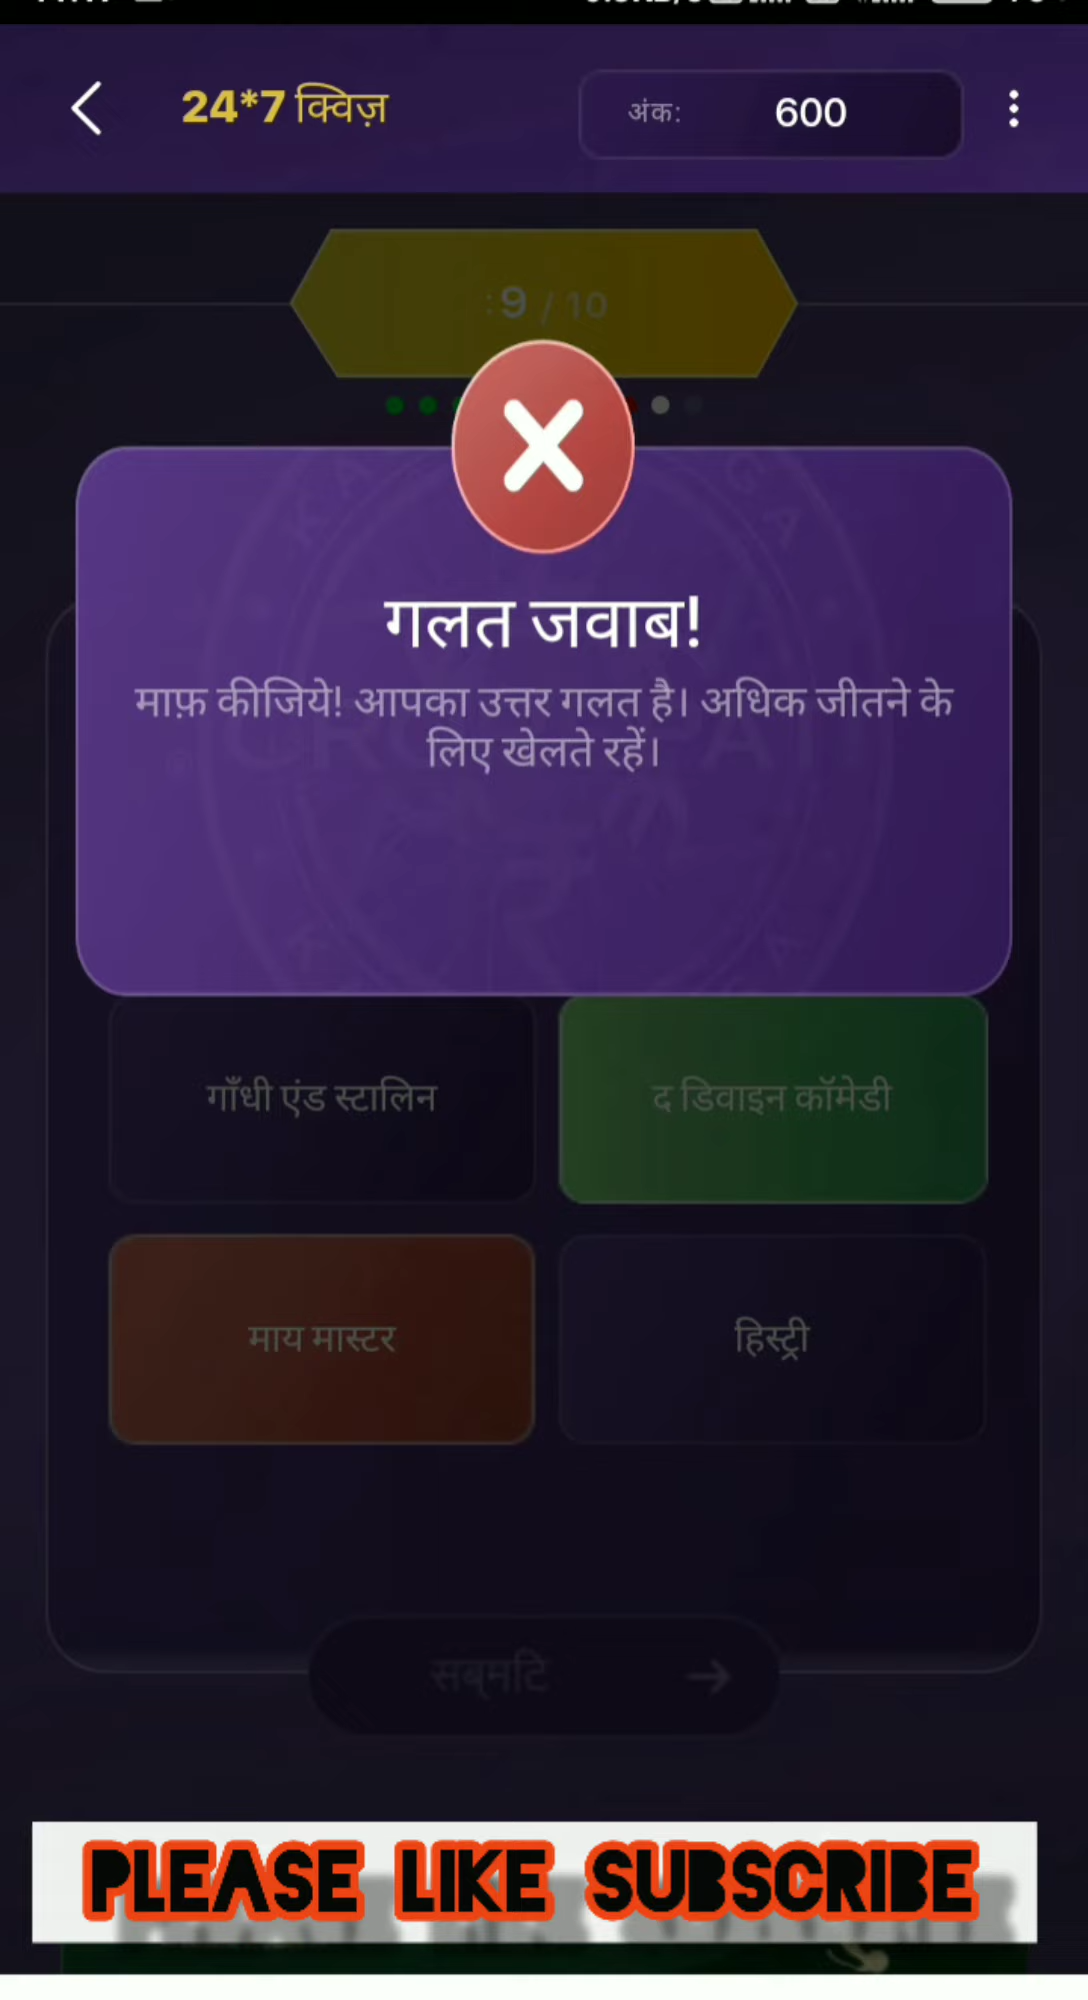 24*7 क्विज़
अंक: 600
:9 / 10
गलत जवाब!
माफ़ कीजिये! आपका उत्तर गलत है। अधिक जीतने के
लिए खेलते रहें।
गाँधी एंड स्टालिन
द डिवाइन कॉमेडी
माय मास्टर
हिस्ट्री
सब्मिट
PLEASE LIKE SUBSCRIBE